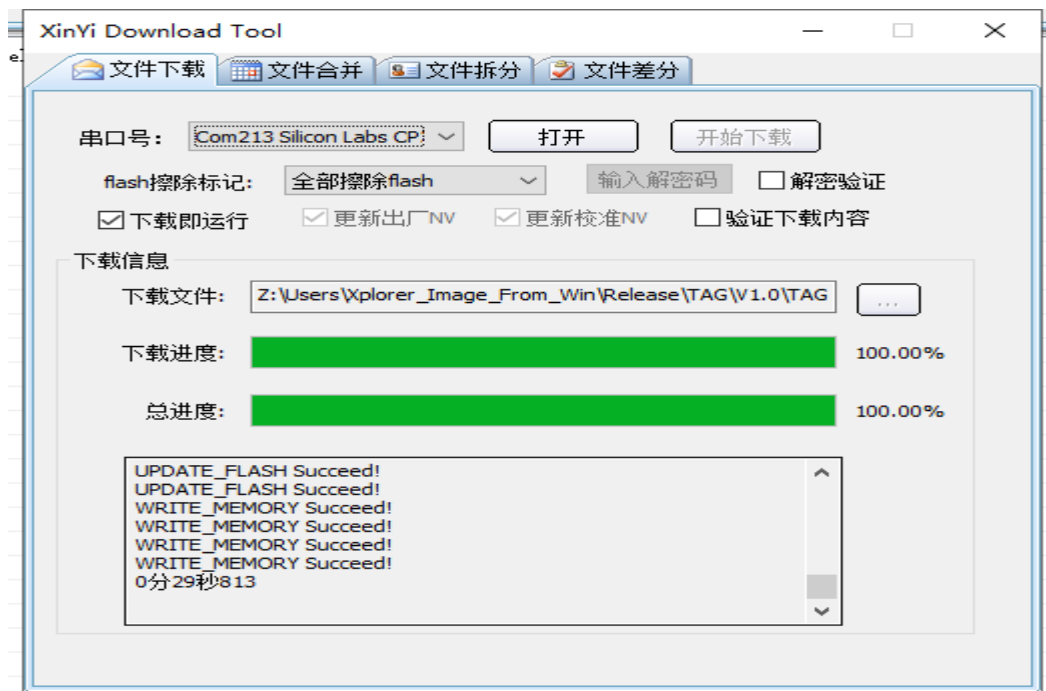 XinYi Download Tool
文件下载 文件合并 文件拆分 文件差分
串口号: Com213 Silicon Labs CP 打开 开始下载
flash擦除标记: 全部擦除flash 输入解密码 解密验证
下载即运行 更新出厂NV 更新校准NV 验证下载内容
下载信息
下载文件: Z:\Users\Xplorer_Image_From_Win\Release\TAG\V1.0\TAG ...
下载进度: 100.00%
总进度: 100.00%
UPDATE_FLASH Succeed!
UPDATE_FLASH Succeed!
WRITE_MEMORY Succeed!
WRITE_MEMORY Succeed!
WRITE_MEMORY Succeed!
WRITE_MEMORY Succeed!
0分29秒813